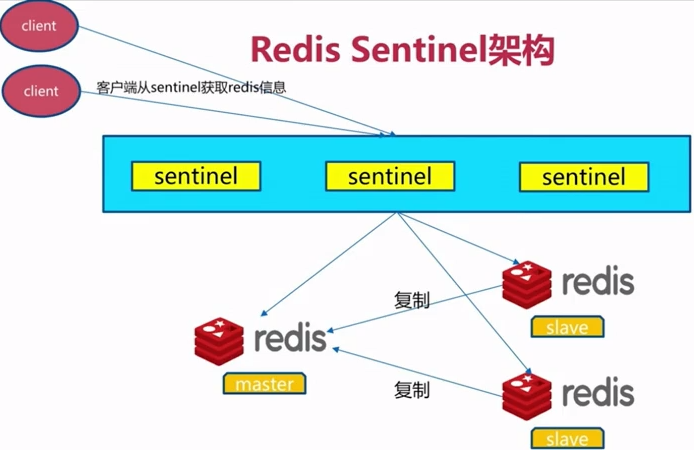 client
Redis Sentinel架构
client
客户端从sentinel获取redis信息
sentinel
sentinel
sentinel
redis
复制
slave
redis
master
复制
redis
slave